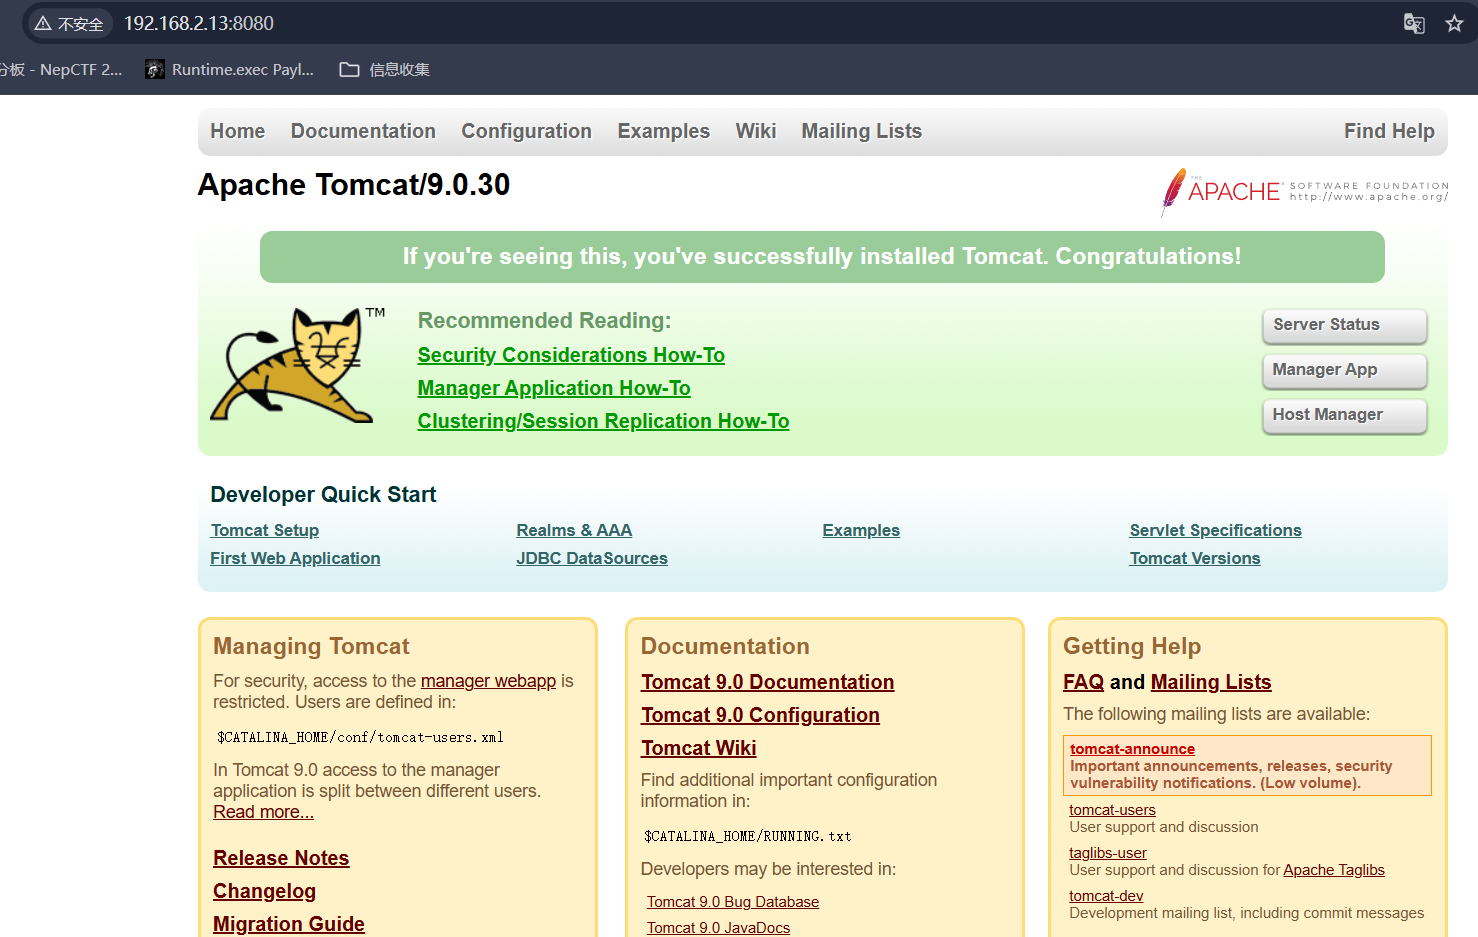 不安全 192.168.2.13:8080
分板 - NepCTF 2... Runtime.exec Payl... 信息收集
Home Documentation Configuration Examples Wiki Mailing Lists Find Help
Apache Tomcat/9.0.30
THE APACHE® SOFTWARE FOUNDATION
http://www.apache.org/
If you're seeing this, you've successfully installed Tomcat. Congratulations!
TM
Recommended Reading:
Security Considerations How-To
Manager Application How-To
Clustering/Session Replication How-To
Server Status
Manager App
Host Manager
Developer Quick Start
Tomcat Setup
First Web Application
Realms & AAA
JDBC DataSources
Examples
Servlet Specifications
Tomcat Versions
Managing Tomcat
For security, access to the manager webapp is
restricted. Users are defined in:
$CATALINA_HOME/conf/tomcat-users.xml
In Tomcat 9.0 access to the manager
application is split between different users.
Read more...
Release Notes
Changelog
Migration Guide
Documentation
Tomcat 9.0 Documentation
Tomcat 9.0 Configuration
Tomcat Wiki
Find additional important configuration
information in:
$CATALINA_HOME/RUNNING.txt
Developers may be interested in:
Tomcat 9.0 Bug Database
Tomcat 9.0 JavaDocs
Getting Help
FAQ and Mailing Lists
The following mailing lists are available:
tomcat-announce
Important announcements, releases, security
vulnerability notifications. (Low volume).
tomcat-users
User support and discussion
taglibs-user
User support and discussion for Apache Taglibs
tomcat-dev
Development mailing list, including commit messages